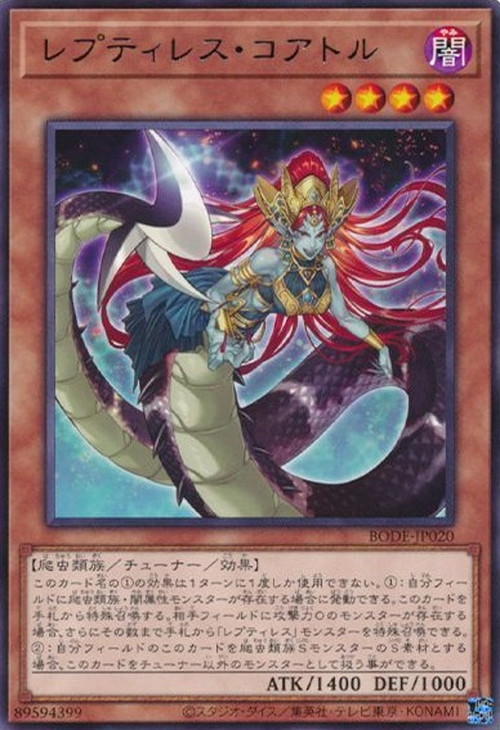 レプティレス・コアトル
闇
BODE-JP020
【爬虫類族／チューナー／効果】
このカード名の①の効果は1ターンに1度しか使用できない。①:自分フィー
ルドに爬虫類族・闇属性モンスターが存在する場合に発動できる。このカードを
手札から特殊召喚する。相手フィールドに攻撃力0のモンスターが存在す
る場合、さらにその数まで手札から「レプティレス」モンスターを特殊召喚できる。
②:自分フィールドのこのカードを爬虫類族SモンスターのS素材とする
場合、このカードをチューナー以外のモンスターとして扱う事ができる。
ATK/1400 DEF/1000
89594399 ©スタジオ・ダイス／集英社・テレビ東京・KONAMI